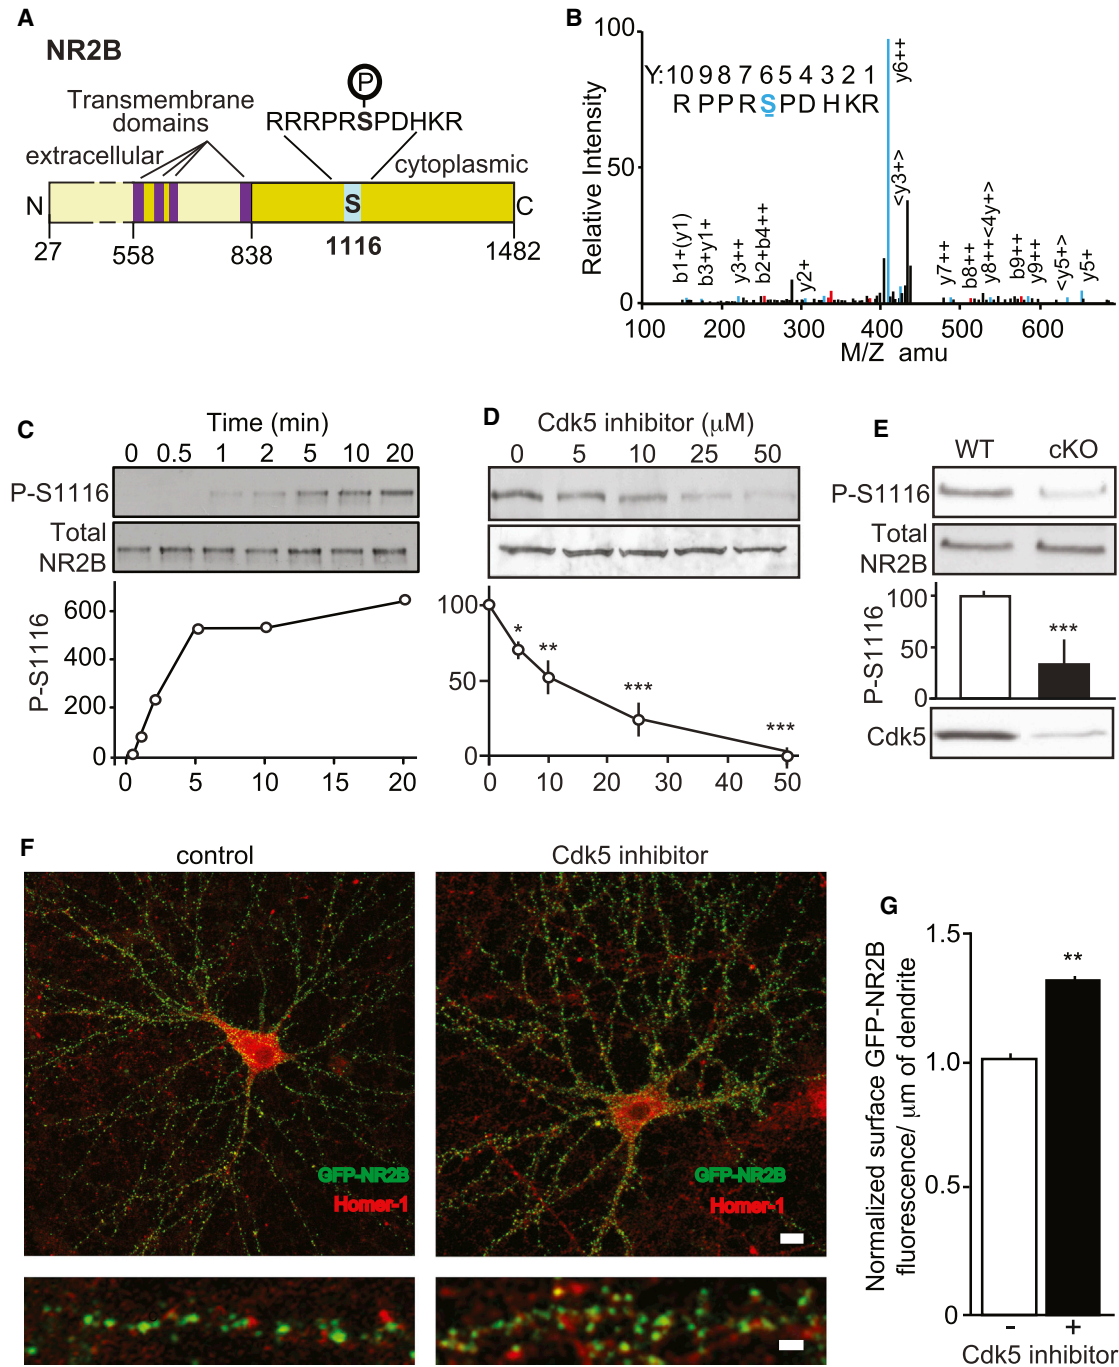 A
NR2B
Transmembrane
domains
extracellular
P
RRRPRSPDHKR
cytoplasmic
N
S
C
27
558
838
1116
1482
B
100
50
0
Relative Intensity
Y:10 9 8 7 6 5 4 3 2 1
R P P R S P D H K R
b1+(y1)
b3+y1+
y3++
b2+b4++
y2+
y6++
<y3+>
y7++
b8++
y8++<4y+>
b9++
y9++
<y5+>
y5+
100 200 300 400 500 600
M/Z amu
C
Time (min)
0 0.5 1 2 5 10 20
P-S1116
Total
NR2B
P-S1116
600
400
200
0
0 5 10 15 20
D
Cdk5 inhibitor (µM)
0 5 10 25 50
100
50
0
*
**
***
***
0 10 20 30 40 50
E
WT cKO
P-S1116
Total
NR2B
P-S1116
100
50
0
***
Cdk5
F
control
Cdk5 inhibitor
GFP-NR2B
Homer-1
GFP-NR2B
Homer-1
G
Normalized surface GFP-NR2B
fluorescence/ µm of dendrite
1.5
1.0
0.5
0
**
- +
Cdk5 inhibitor